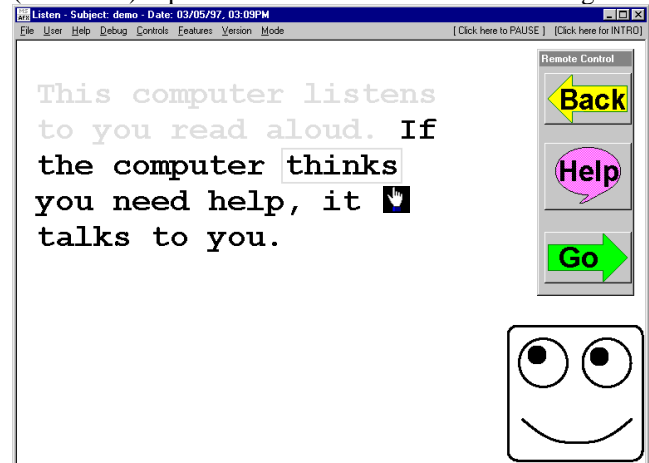 Listen - Subject: demo - Date: 03/05/97, 03:09PM
File User Help Debug Controls Features Version Mode [Click here to PAUSE] [Click here for INTRO]
Remote Control
Back
Help
Go
This computer listens
to you read aloud. If
the computer thinks
you need help, it
talks to you.